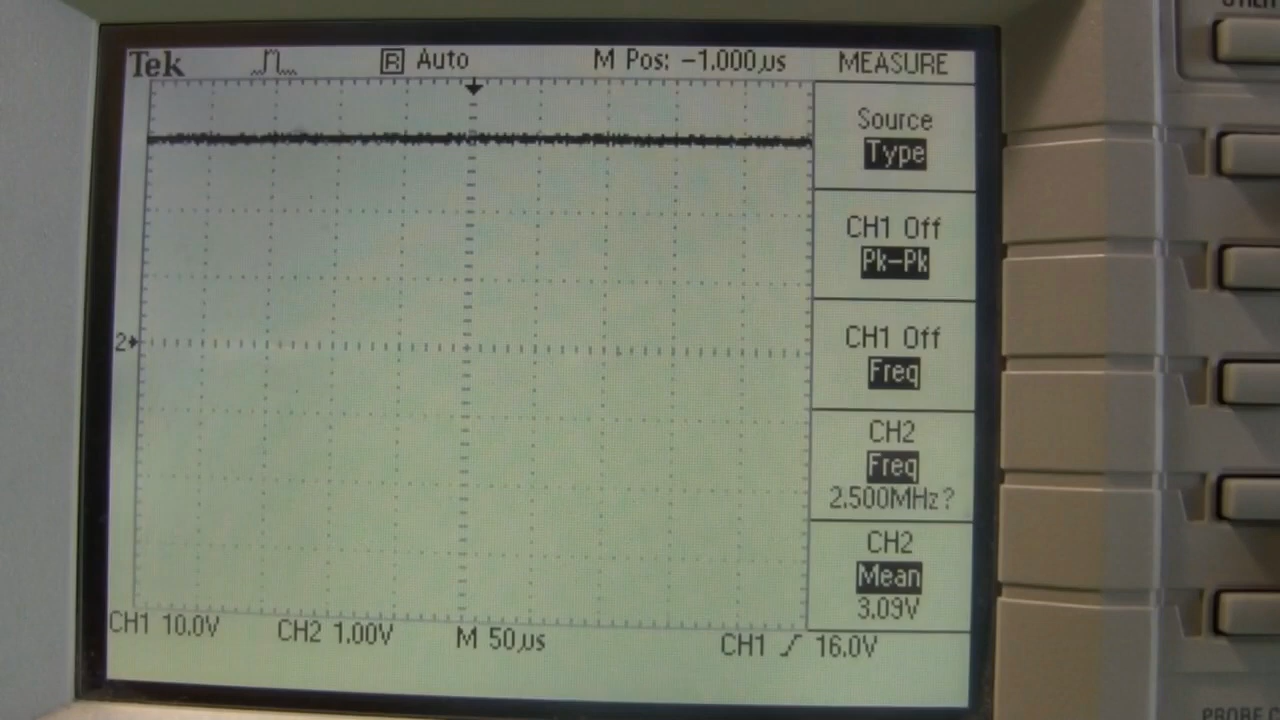 Tek R Auto M Pos: -1.000µs MEASURE
Source
Type
CH1 Off
Pk-Pk
CH1 Off
Freq
2
CH2
Freq
2.500MHz?
CH2
Mean
3.09V
CH1 10.0V CH2 1.00V M 50µs CH1 16.0V